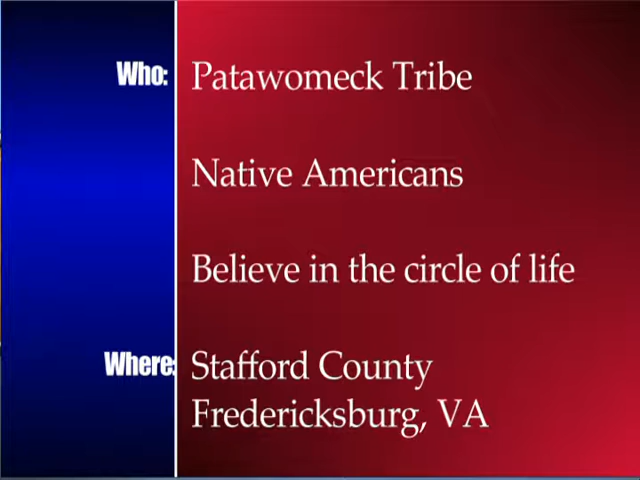 Who: Patawomeck Tribe
Native Americans
Believe in the circle of life
Where: Stafford County
Fredericksburg, VA